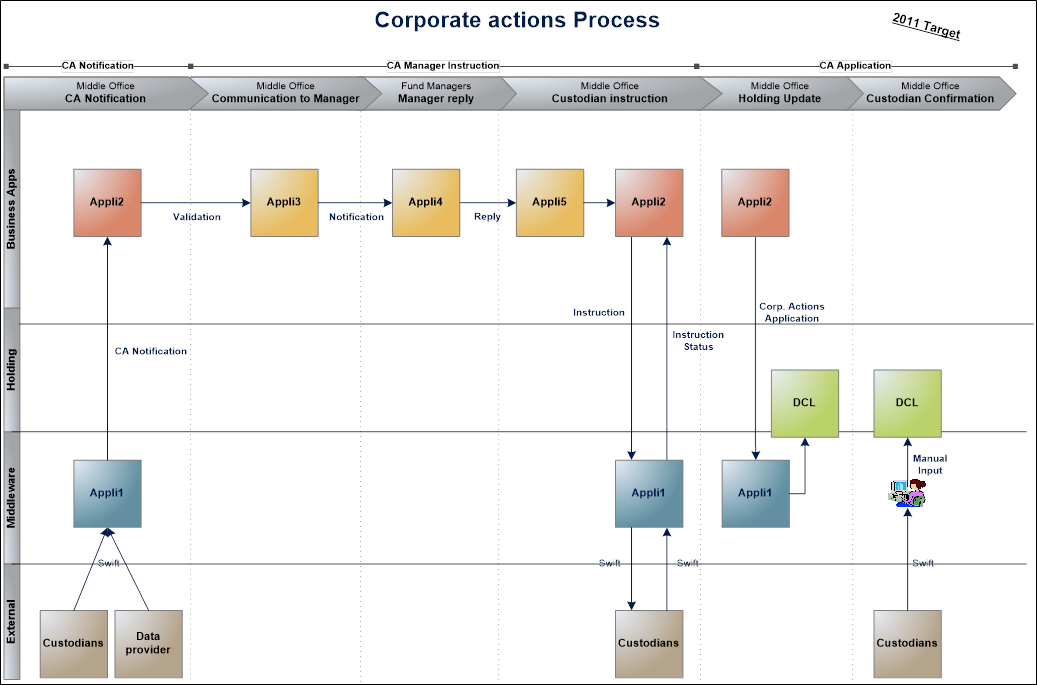 Corporate actions Process
2011 Target
CA Notification
CA Manager Instruction
CA Application
Middle Office
CA Notification
Middle Office
Communication to Manager
Fund Managers
Manager reply
Middle Office
Custodian instruction
Middle Office
Holding Update
Middle Office
Custodian Confirmation
Business Apps
Appli2
Validation
Appli3
Notification
Appli4
Reply
Appli5
Appli2
Appli2
Instruction
Corp. Actions
Application
Instruction
Status
Holding
CA Notification
DCL
DCL
Middleware
Appli1
Appli1
Appli1
Manual
Input
Swift
Swift
Swift
Swift
External
Custodians
Data
provider
Custodians
Custodians